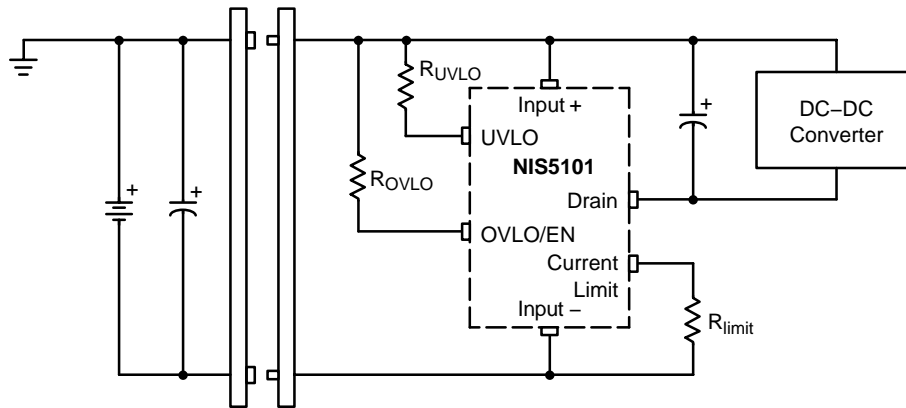 +
+
R_UVLO
R_OVLO
Input +
UVLO
NIS5101
Drain
OVLO/EN
Current
Limit
Input −
R_limit
+
DC−DC
Converter